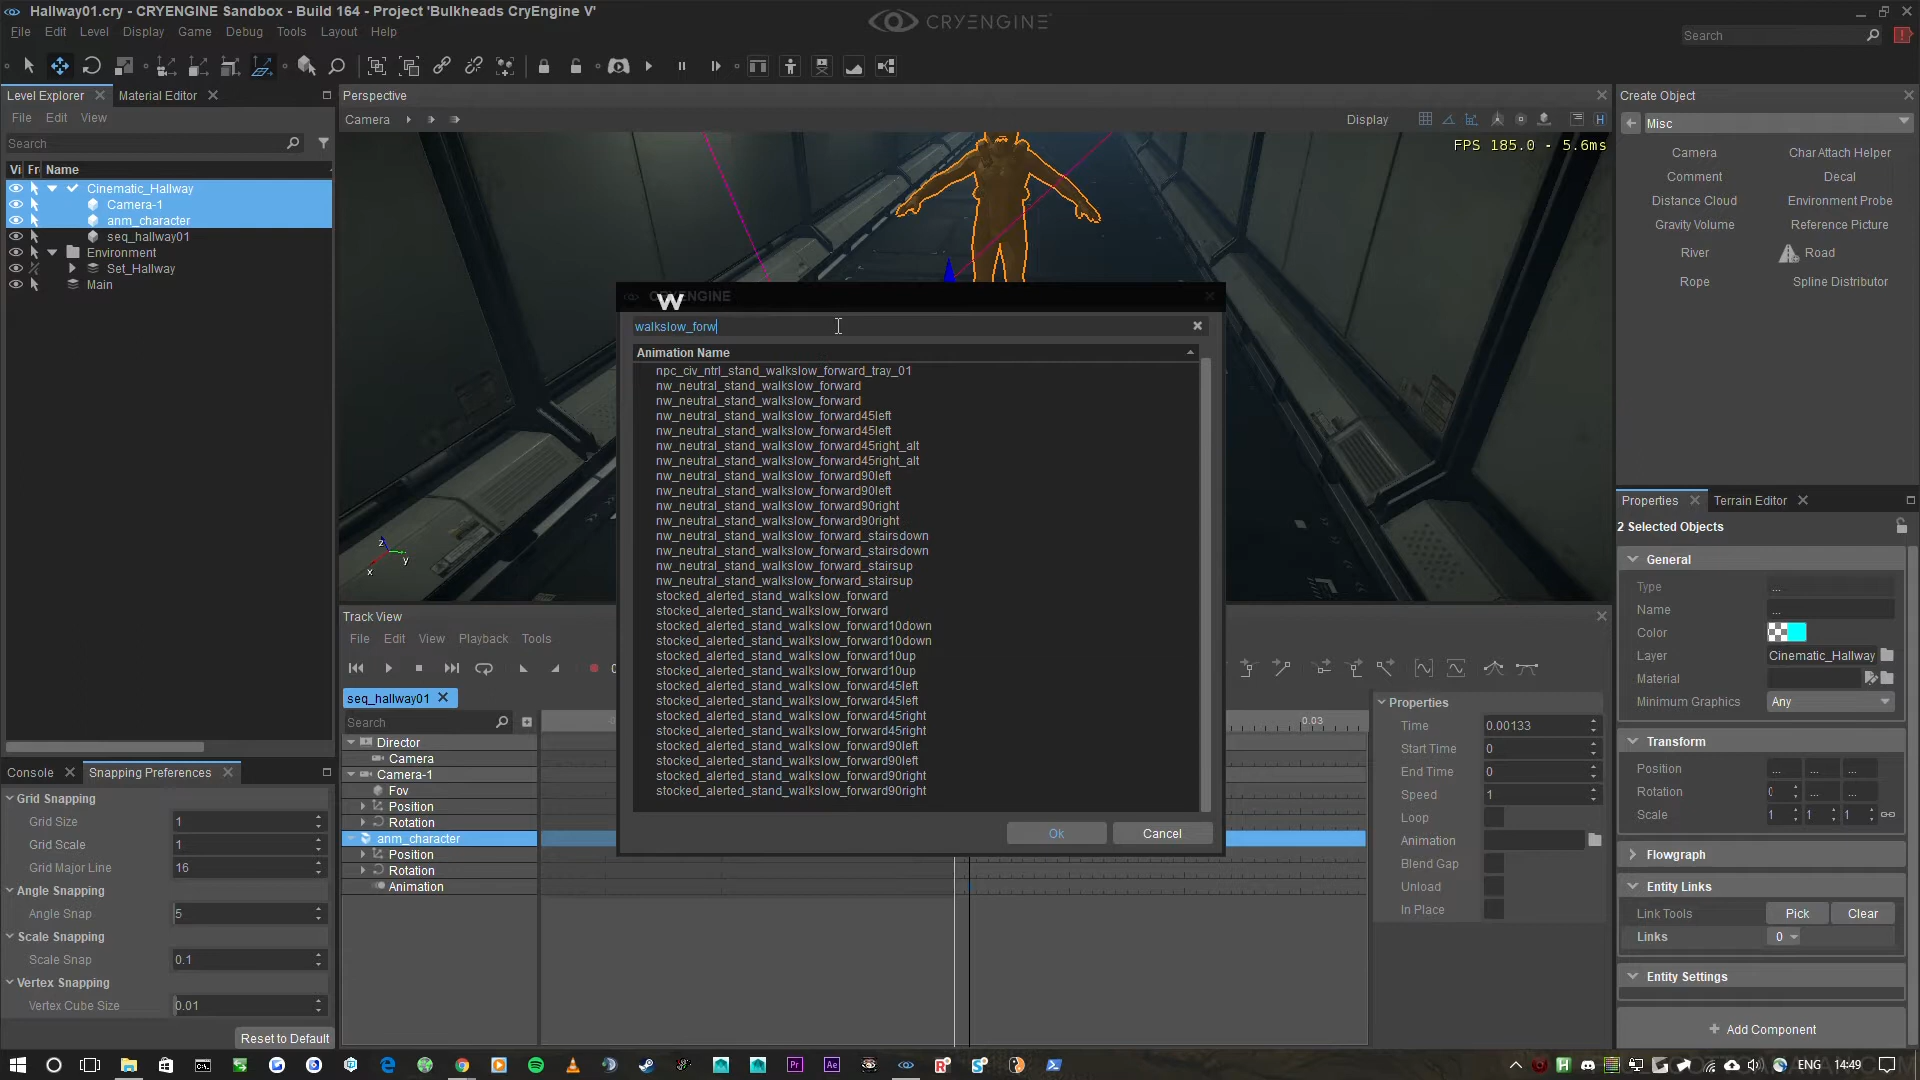 Hallway01.cry - CRYENGINE Sandbox - Build 164 - Project 'Bulkheads CryEngine V'
CRYENGINE
File Edit Level Display Game Debug Tools Layout Help
Search
Level Explorer
Material Editor
Perspective
Create Object
File Edit View
Camera
Display
Misc
Search
FPS 185.0 - 5.6ms
Camera
Char Attach Helper
Vi Fr Name
Comment
Decal
Cinematic_Hallway
Distance Cloud
Environment Probe
Camera-1
Gravity Volume
Reference Picture
anm_character
River
Road
seq_hallway01
Rope
Spline Distributor
Environment
Set_Hallway
Main
z
y
x
CRYENGINE
W
walkslow_forw
Animation Name
npc_civ_ntrl_stand_walkslow_forward_tray_01
nw_neutral_stand_walkslow_forward
nw_neutral_stand_walkslow_forward
nw_neutral_stand_walkslow_forward45left
nw_neutral_stand_walkslow_forward45left
nw_neutral_stand_walkslow_forward45right_alt
nw_neutral_stand_walkslow_forward45right_alt
nw_neutral_stand_walkslow_forward90left
nw_neutral_stand_walkslow_forward90left
nw_neutral_stand_walkslow_forward90right
nw_neutral_stand_walkslow_forward90right
nw_neutral_stand_walkslow_forward_stairsdown
nw_neutral_stand_walkslow_forward_stairsdown
nw_neutral_stand_walkslow_forward_stairsup
nw_neutral_stand_walkslow_forward_stairsup
stocked_alerted_stand_walkslow_forward
stocked_alerted_stand_walkslow_forward
stocked_alerted_stand_walkslow_forward10down
stocked_alerted_stand_walkslow_forward10down
stocked_alerted_stand_walkslow_forward10up
stocked_alerted_stand_walkslow_forward10up
stocked_alerted_stand_walkslow_forward45left
stocked_alerted_stand_walkslow_forward45left
stocked_alerted_stand_walkslow_forward45right
stocked_alerted_stand_walkslow_forward45right
stocked_alerted_stand_walkslow_forward90left
stocked_alerted_stand_walkslow_forward90left
stocked_alerted_stand_walkslow_forward90right
stocked_alerted_stand_walkslow_forward90right
Ok
Cancel
Properties
Terrain Editor
2 Selected Objects
General
Type ...
Name ...
Color
Layer Cinematic_Hallway
Material
Minimum Graphics Any
Transform
Position ... ... ...
Rotation 0 ... ...
Scale 1 1 1
Flowgraph
Entity Links
Link Tools Pick Clear
Links 0
Entity Settings
Add Component
Track View
File Edit View Playback Tools
seq_hallway01
Search
0.03
Director
Camera
Camera-1
Fov
Position
Rotation
anm_character
Position
Rotation
Animation
Properties
Time 0.00133
Start Time 0
End Time 0
Speed 1
Loop
Animation
Blend Gap
Unload
In Place
Console
Snapping Preferences
Grid Snapping
Grid Size 1
Grid Scale 1
Grid Major Line 16
Angle Snapping
Angle Snap 5
Scale Snapping
Scale Snap 0.1
Vertex Snapping
Vertex Cube Size 0.01
Reset to Default
ENG
14:49